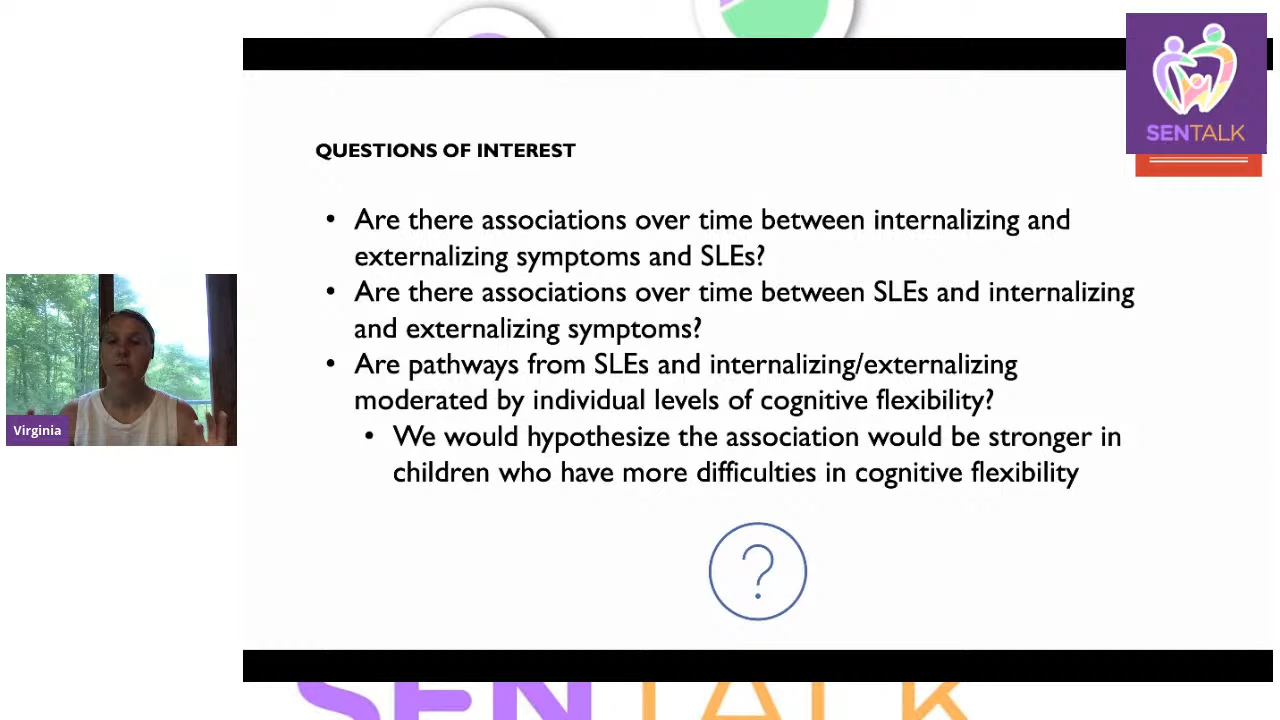 SENTALK
QUESTIONS OF INTEREST
• Are there associations over time between internalizing and
externalizing symptoms and SLEs?
• Are there associations over time between SLEs and internalizing
and externalizing symptoms?
• Are pathways from SLEs and internalizing/externalizing
moderated by individual levels of cognitive flexibility?
• We would hypothesize the association would be stronger in
children who have more difficulties in cognitive flexibility
?
Virginia
SENTALK